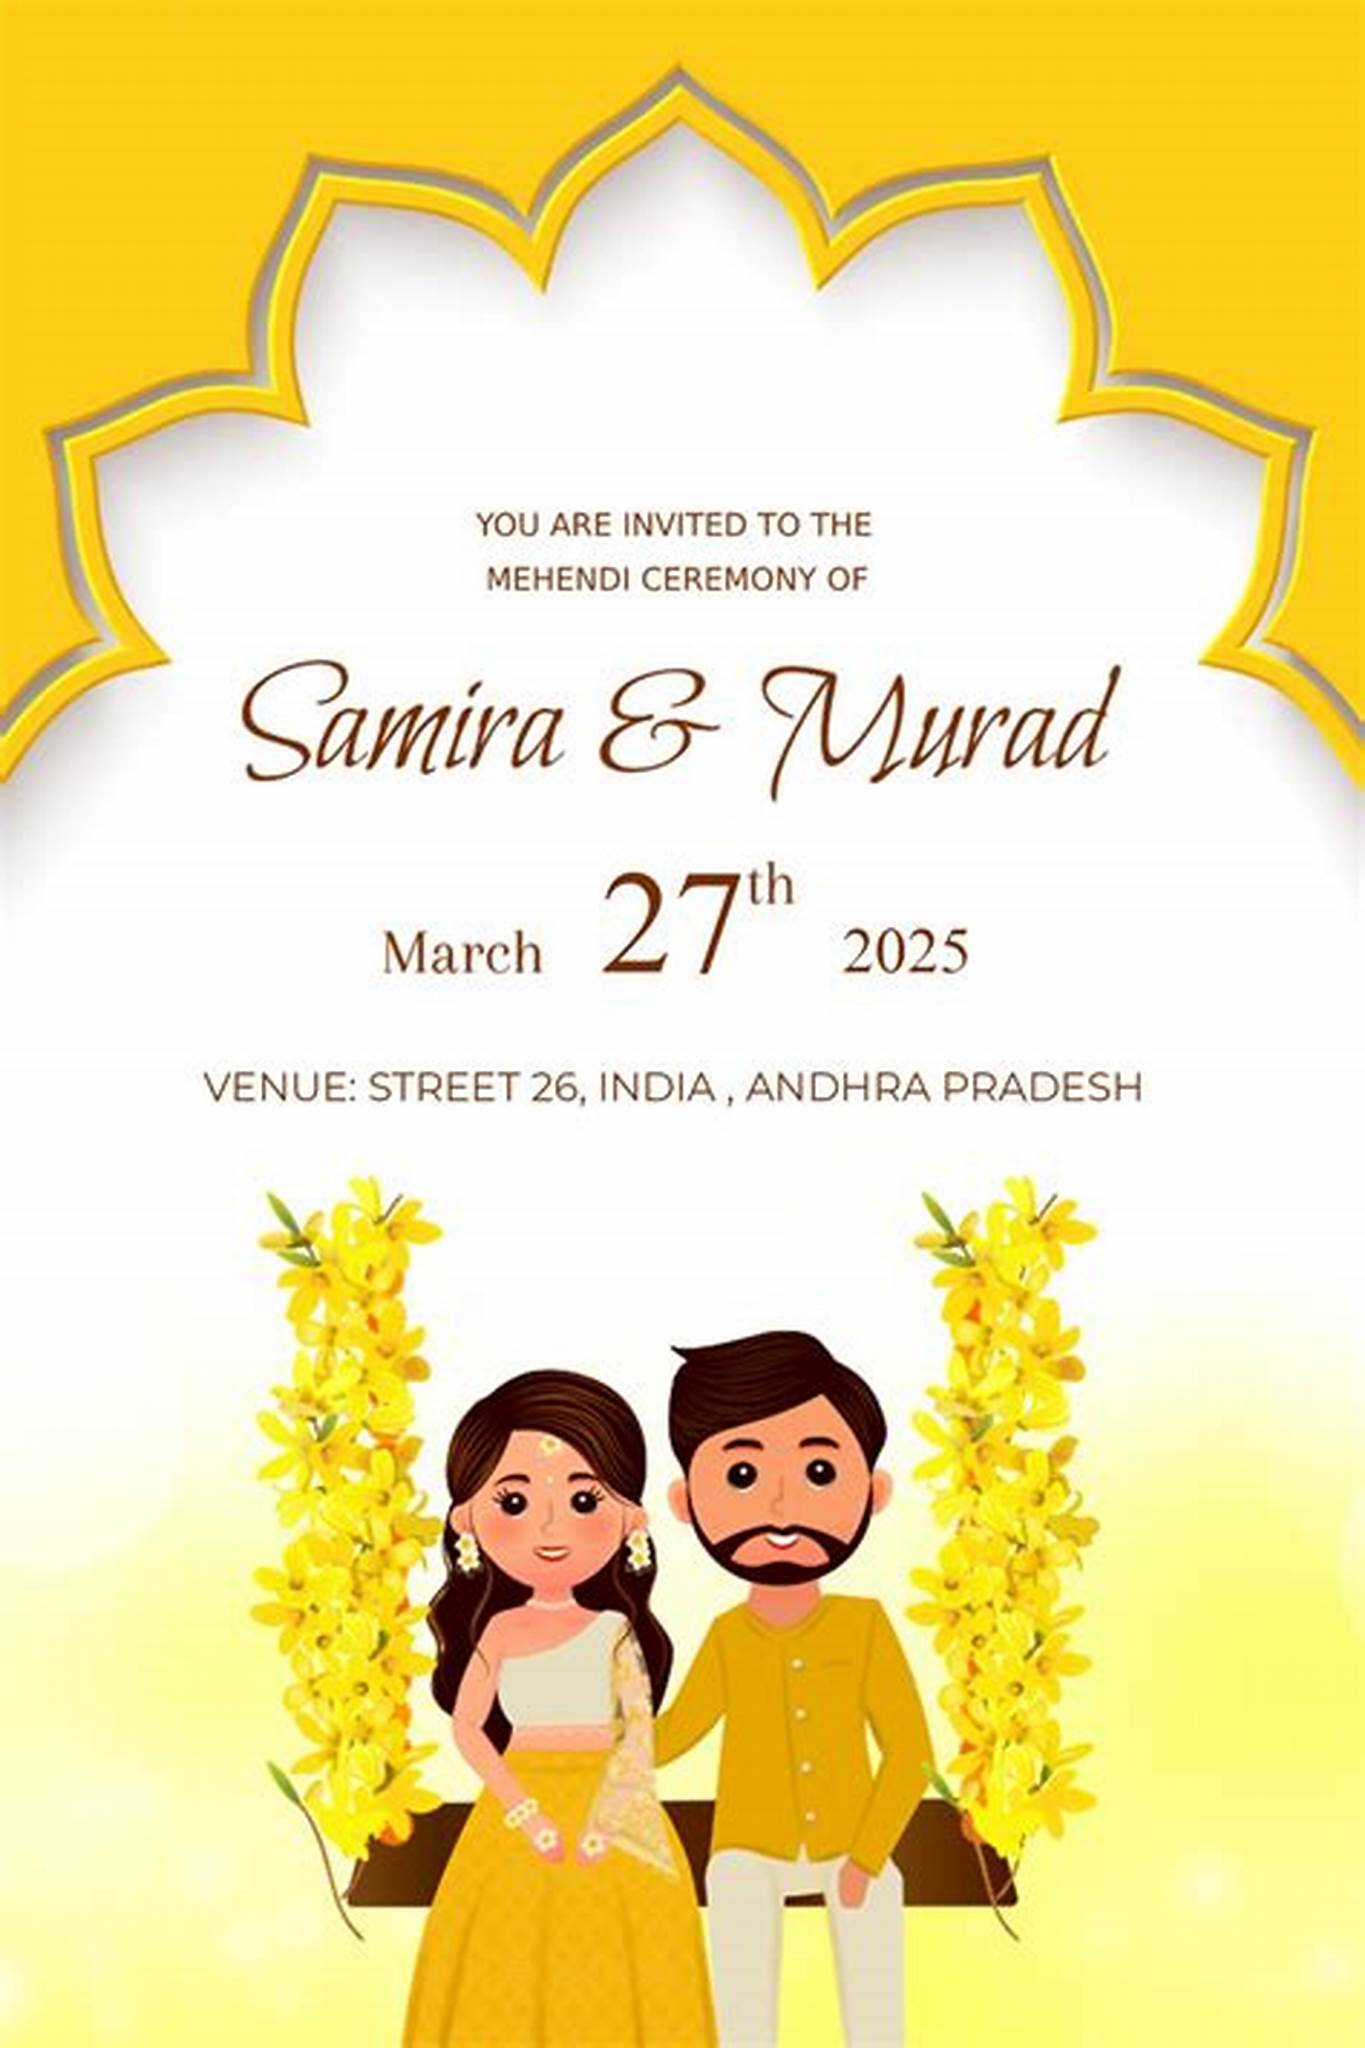 YOU ARE INVITED TO THE
MEHENDI CEREMONY OF
Samira & Murad
March 27th 2025
VENUE: STREET 26, INDIA , ANDHRA PRADESH